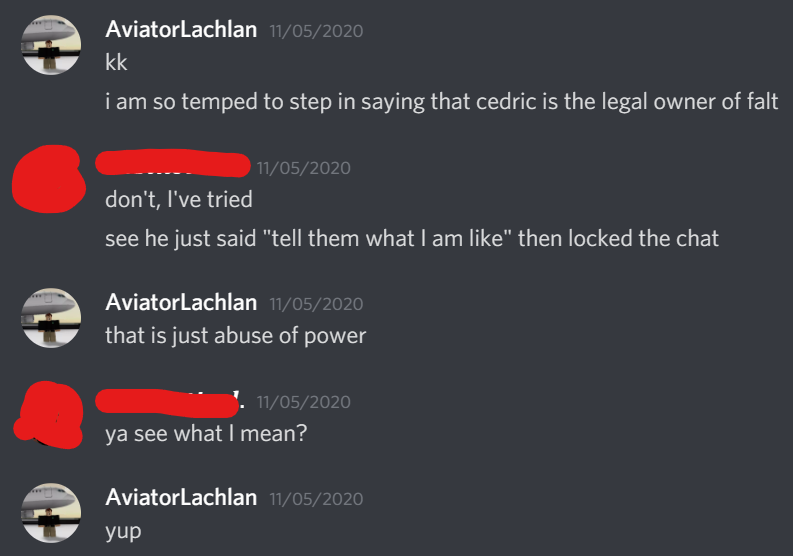 AviatorLachlan 11/05/2020
kk
i am so temped to step in saying that cedric is the legal owner of falt
11/05/2020
don't, I've tried
see he just said "tell them what I am like" then locked the chat
AviatorLachlan 11/05/2020
that is just abuse of power
11/05/2020
ya see what I mean?
AviatorLachlan 11/05/2020
yup